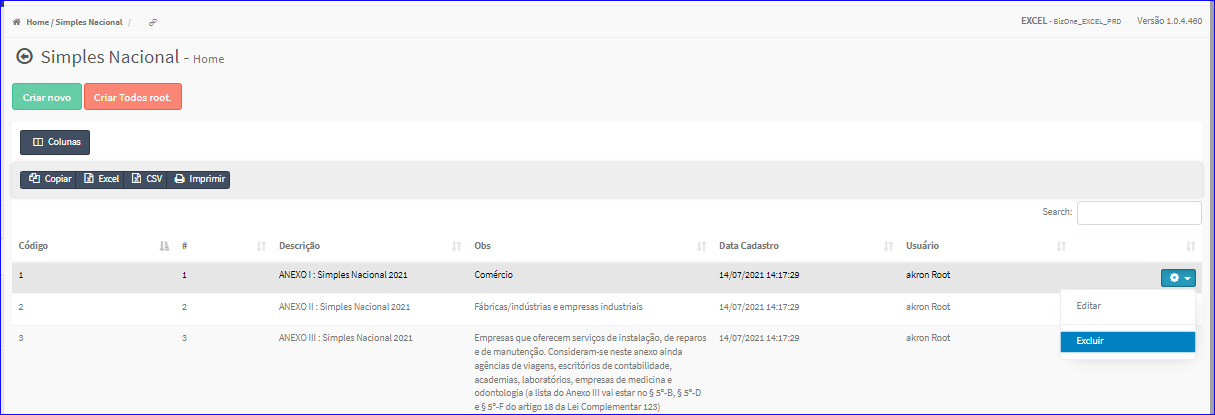 Home / Simples Nacional /
EXCEL - BizOne_EXCEL_PRD Versão 1.0.4.460
Simples Nacional - Home
Criar novo Criar Todos root.
Colunas
Copiar Excel CSV Imprimir
Search:
Código # Descrição Obs Data Cadastro Usuário
1 1 ANEXO I : Simples Nacional 2021 Comércio 14/07/2021 14:17:29 akron Root
2 2 ANEXO II : Simples Nacional 2021 Fábricas/indústrias e empresas industriais 14/07/2021 14:17:29 akron Root
Editar
3 3 ANEXO III : Simples Nacional 2021 Empresas que oferecem serviços de instalação, de reparos 14/07/2021 14:17:29 akron Root
Excluir
e de manutenção. Consideram-se neste anexo ainda
agências de viagens, escritórios de contabilidade,
academias, laboratórios, empresas de medicina e
odontologia (a lista do Anexo III vai estar no § 5º-B, § 5º-D
e § 5º-F do artigo 18 da Lei Complementar 123)